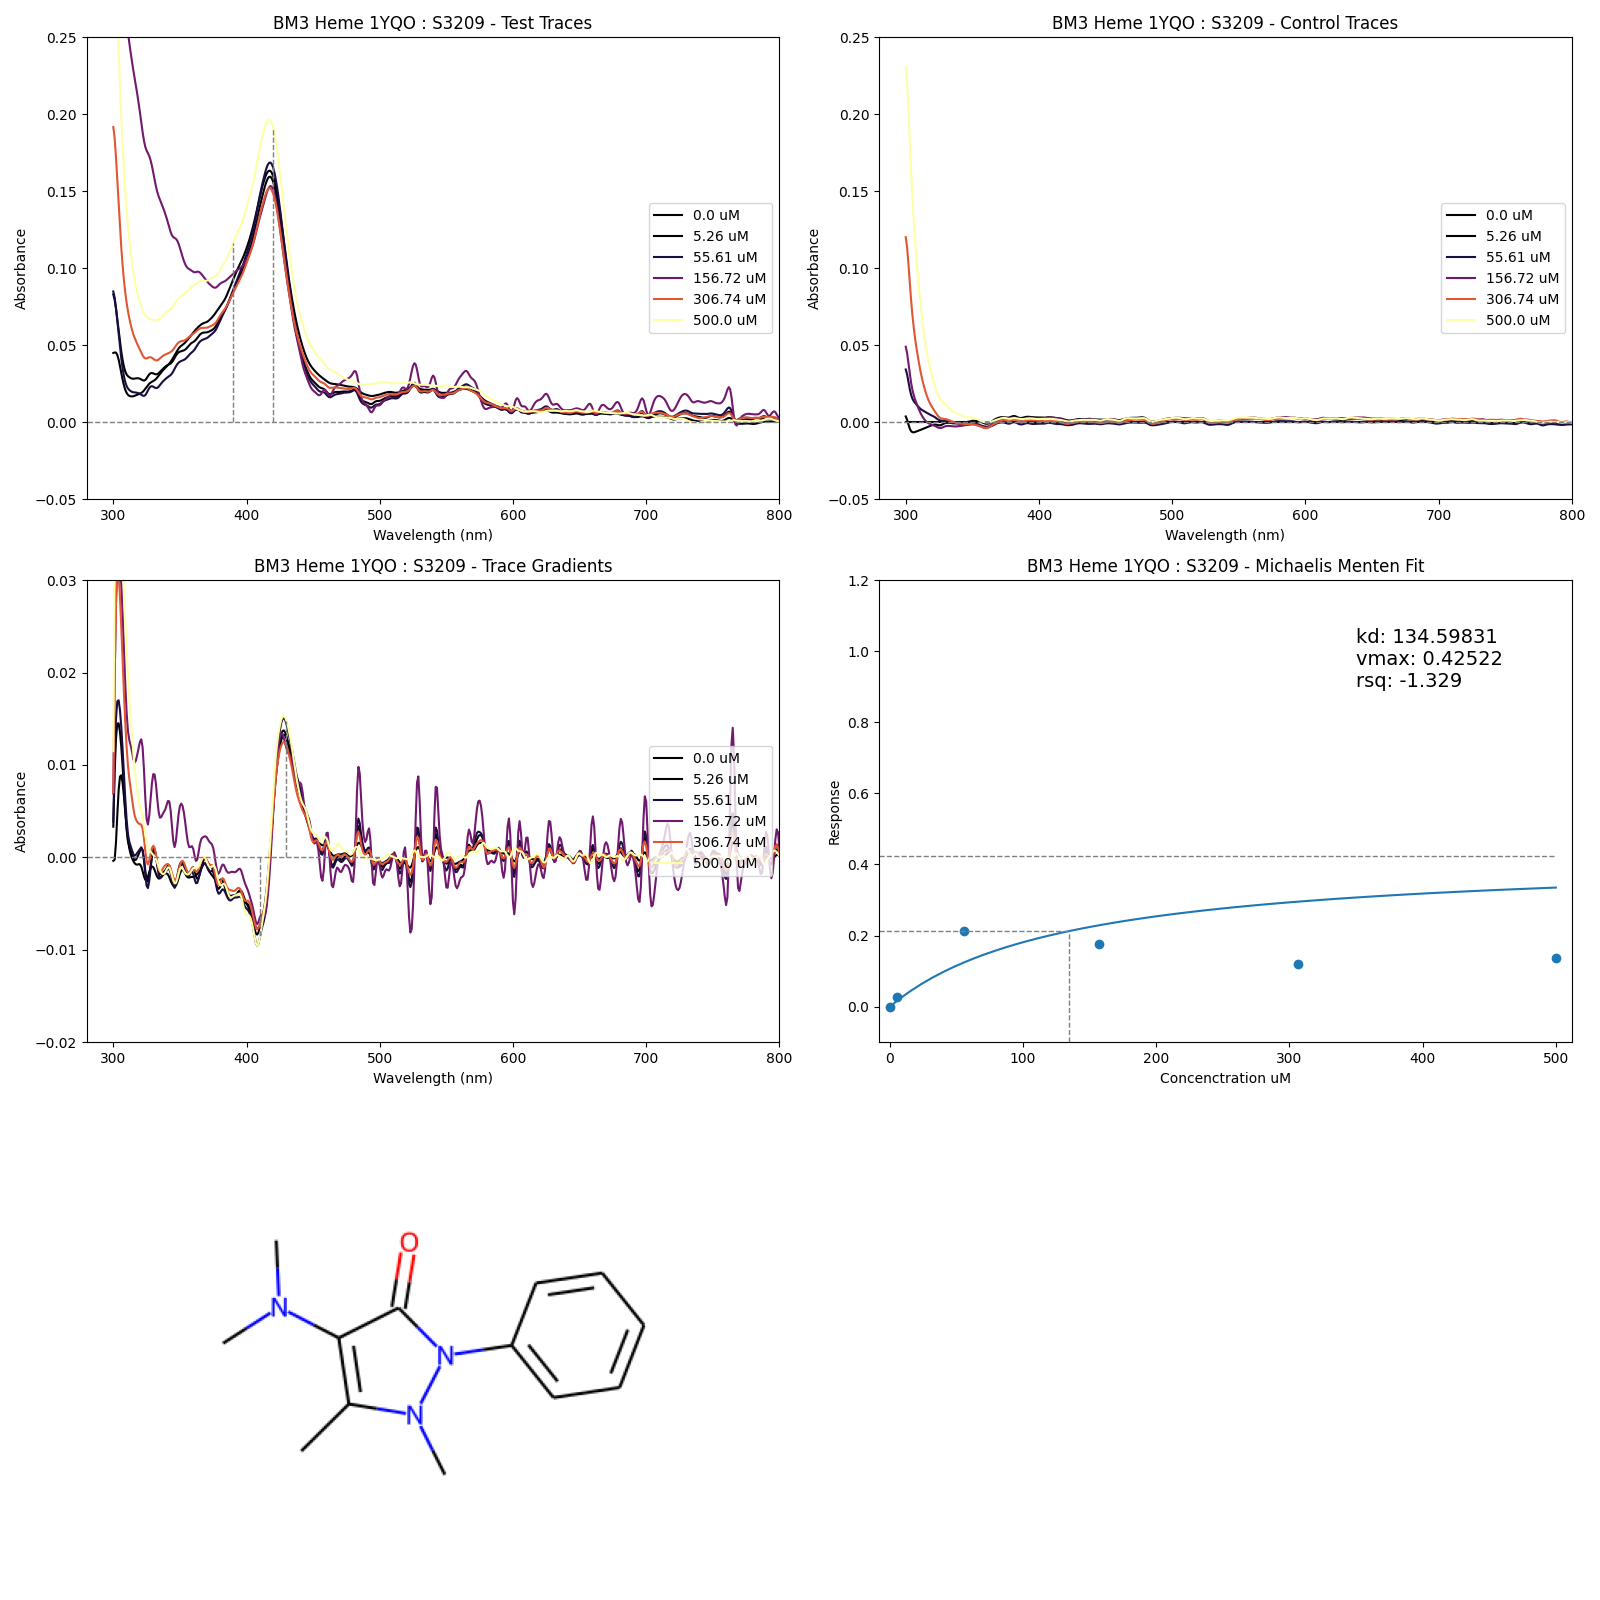 BM3 Heme 1YQO : S3209 - Test Traces
0.25
0.20
0.15
0.10
0.05
0.00
−0.05
Absorbance
0.0 uM
5.26 uM
55.61 uM
156.72 uM
306.74 uM
500.0 uM
300
400
500
600
700
800
Wavelength (nm)
BM3 Heme 1YQO : S3209 - Control Traces
0.25
0.20
0.15
0.10
0.05
0.00
−0.05
Absorbance
0.0 uM
5.26 uM
55.61 uM
156.72 uM
306.74 uM
500.0 uM
300
400
500
600
700
800
Wavelength (nm)
BM3 Heme 1YQO : S3209 - Trace Gradients
0.03
0.02
0.01
0.00
−0.01
−0.02
Absorbance
0.0 uM
5.26 uM
55.61 uM
156.72 uM
306.74 uM
500.0 uM
300
400
500
600
700
800
Wavelength (nm)
BM3 Heme 1YQO : S3209 - Michaelis Menten Fit
1.2
1.0
0.8
0.6
0.4
0.2
0.0
Response
kd: 134.59831
vmax: 0.42522
rsq: -1.329
0
100
200
300
400
500
Concenctration uM
O
N
N
N